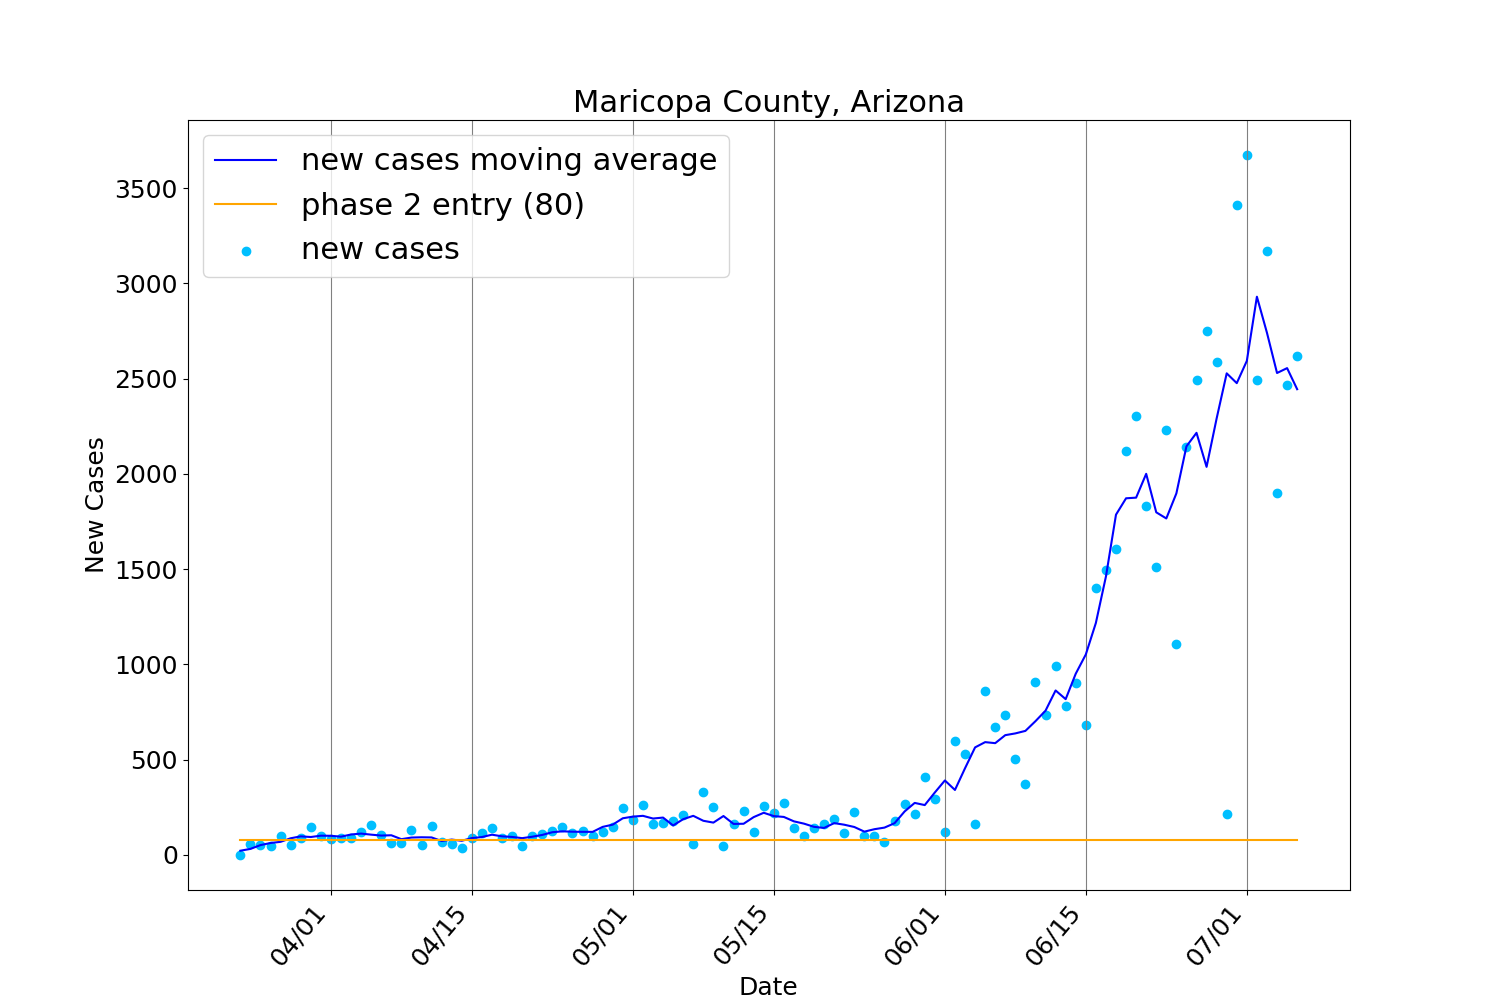 Maricopa County, Arizona
new cases moving average
phase 2 entry (80)
new cases
3500
3000
2500
2000
1500
1000
500
0
New Cases
04/01
04/15
05/01
05/15
06/01
06/15
07/01
Date